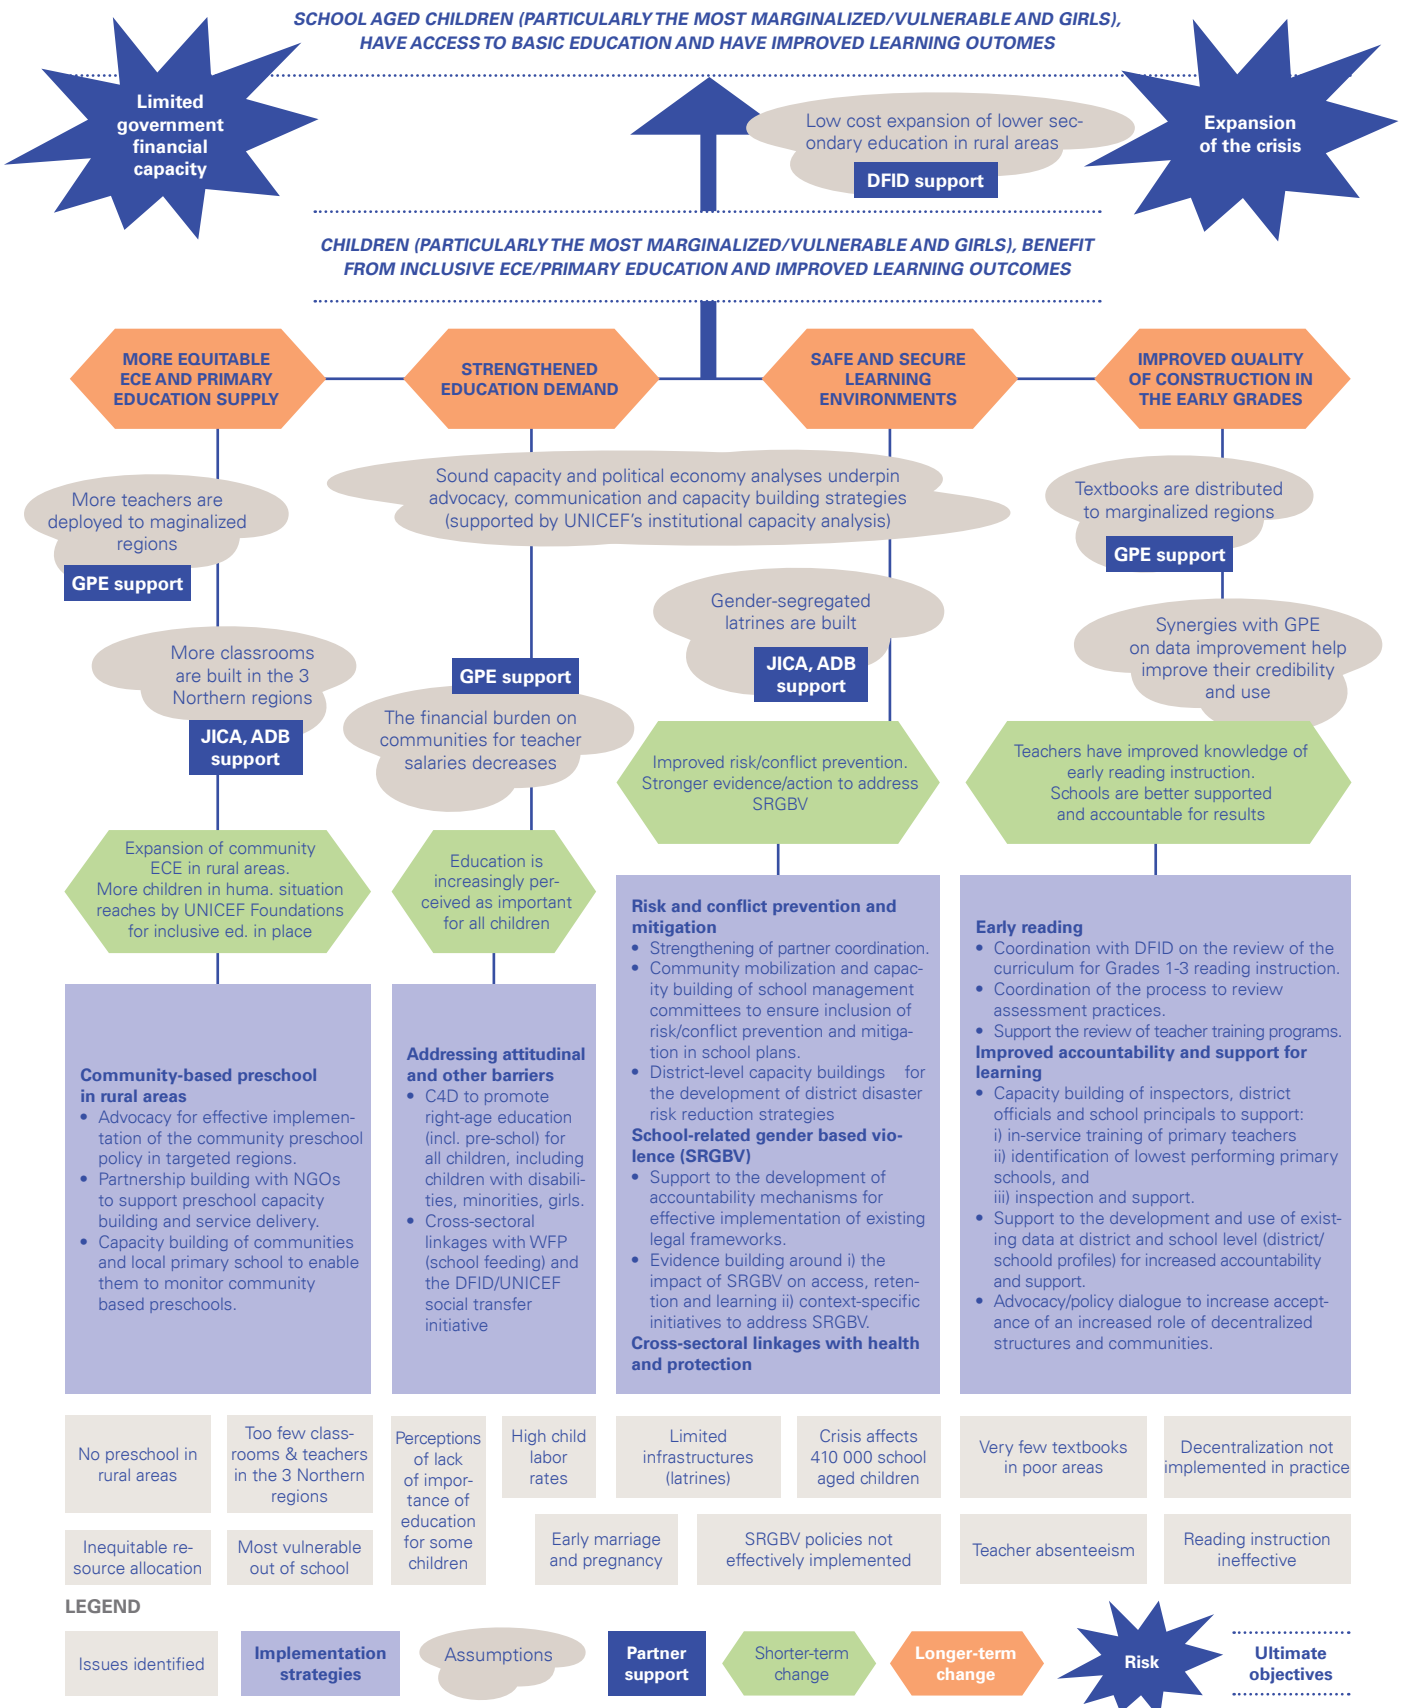 SCHOOL AGED CHILDREN (PARTICULARLY THE MOST MARGINALIZED/VULNERABLE AND GIRLS),
HAVE ACCESS TO BASIC EDUCATION AND HAVE IMPROVED LEARNING OUTCOMES
Limited
government
financial
capacity
Low cost expansion of lower sec-
ondary education in rural areas
DFID support
Expansion
of the crisis
CHILDREN (PARTICULARLY THE MOST MARGINALIZED/VULNERABLE AND GIRLS), BENEFIT
FROM INCLUSIVE ECE/PRIMARY EDUCATION AND IMPROVED LEARNING OUTCOMES
MORE EQUITABLE
ECE AND PRIMARY
EDUCATION SUPPLY
STRENGTHENED
EDUCATION DEMAND
SAFE AND SECURE
LEARNING
ENVIRONMENTS
IMPROVED QUALITY
OF CONSTRUCTION IN
THE EARLY GRADES
More teachers are
deployed to maginalized
regions
GPE support
Sound capacity and political economy analyses underpin
advocacy, communication and capacity building strategies
(supported by UNICEF's institutional capacity analysis)
Textbooks are distributed
to marginalized regions
GPE support
More classrooms
are built in the 3
Northern regions
JICA, ADB
support
GPE support
The financial burden on
communities for teacher
salaries decreases
Gender-segregated
latrines are built
JICA, ADB
support
Synergies with GPE
on data improvement help
improve their credibility
and use
Expansion of community
ECE in rural areas.
More children in huma. situation
reaches by UNICEF Foundations
for inclusive ed. in place
Education is
increasingly per-
ceived as important
for all children
Improved risk/conflict prevention.
Stronger evidence/action to address
SRGBV
Teachers have improved knowledge of
early reading instruction.
Schools are better supported
and accountable for results
Community-based preschool
in rural areas
• Advocacy for effective implemen-
tation of the community preschool
policy in targeted regions.
• Partnership building with NGOs
to support preschool capacity
building and service delivery.
• Capacity building of communities
and local primary school to enable
them to monitor community
based preschools.
Addressing attitudinal
and other barriers
• C4D to promote
right-age education
(incl. pre-schol) for
all children, including
children with disabili-
ties, minorities, girls.
• Cross-sectoral
linkages with WFP
(school feeding) and
the DFID/UNICEF
social transfer
initiative
Risk and conflict prevention and
mitigation
• Strengthening of partner coordination.
• Community mobilization and capac-
ity building of school management
committees to ensure inclusion of
risk/conflict prevention and mitiga-
tion in school plans.
• District-level capacity buildings for
the development of district disaster
risk reduction strategies
School-related gender based vio-
lence (SRGBV)
• Support to the development of
accountability mechanisms for
effective implementation of existing
legal frameworks.
• Evidence building around i) the
impact of SRGBV on access, reten-
tion and learning ii) context-specific
initiatives to address SRGBV.
Cross-sectoral linkages with health
and protection
Early reading
• Coordination with DFID on the review of the
curriculum for Grades 1-3 reading instruction.
• Coordination of the process to review
assessment practices.
• Support the review of teacher training programs.
Improved accountability and support for
learning
• Capacity building of inspectors, district
officials and school principals to support:
i) in-service training of primary teachers
ii) identification of lowest performing primary
schools, and
iii) inspection and support.
• Support to the development and use of exist-
ing data at district and school level (district/
schoold profiles) for increased accountability
and support.
• Advocacy/policy dialogue to increase accept-
ance of an increased role of decentralized
structures and communities.
No preschool in
rural areas
Too few class-
rooms & teachers
in the 3 Northern
regions
Inequitable re-
source allocation
Most vulnerable
out of school
Perceptions
of lack
of impor-
tance of
education
for some
children
High child
labor
rates
Early marriage
and pregnancy
Limited
infrastructures
(latrines)
Crisis affects
410 000 school
aged children
SRGBV policies not
effectively implemented
Very few textbooks
in poor areas
Decentralization not
implemented in practice
Teacher absenteeism
Reading instruction
ineffective
LEGEND
Issues identified
Implementation
strategies
Assumptions
Partner
support
Shorter-term
change
Longer-term
change
Risk
Ultimate
objectives